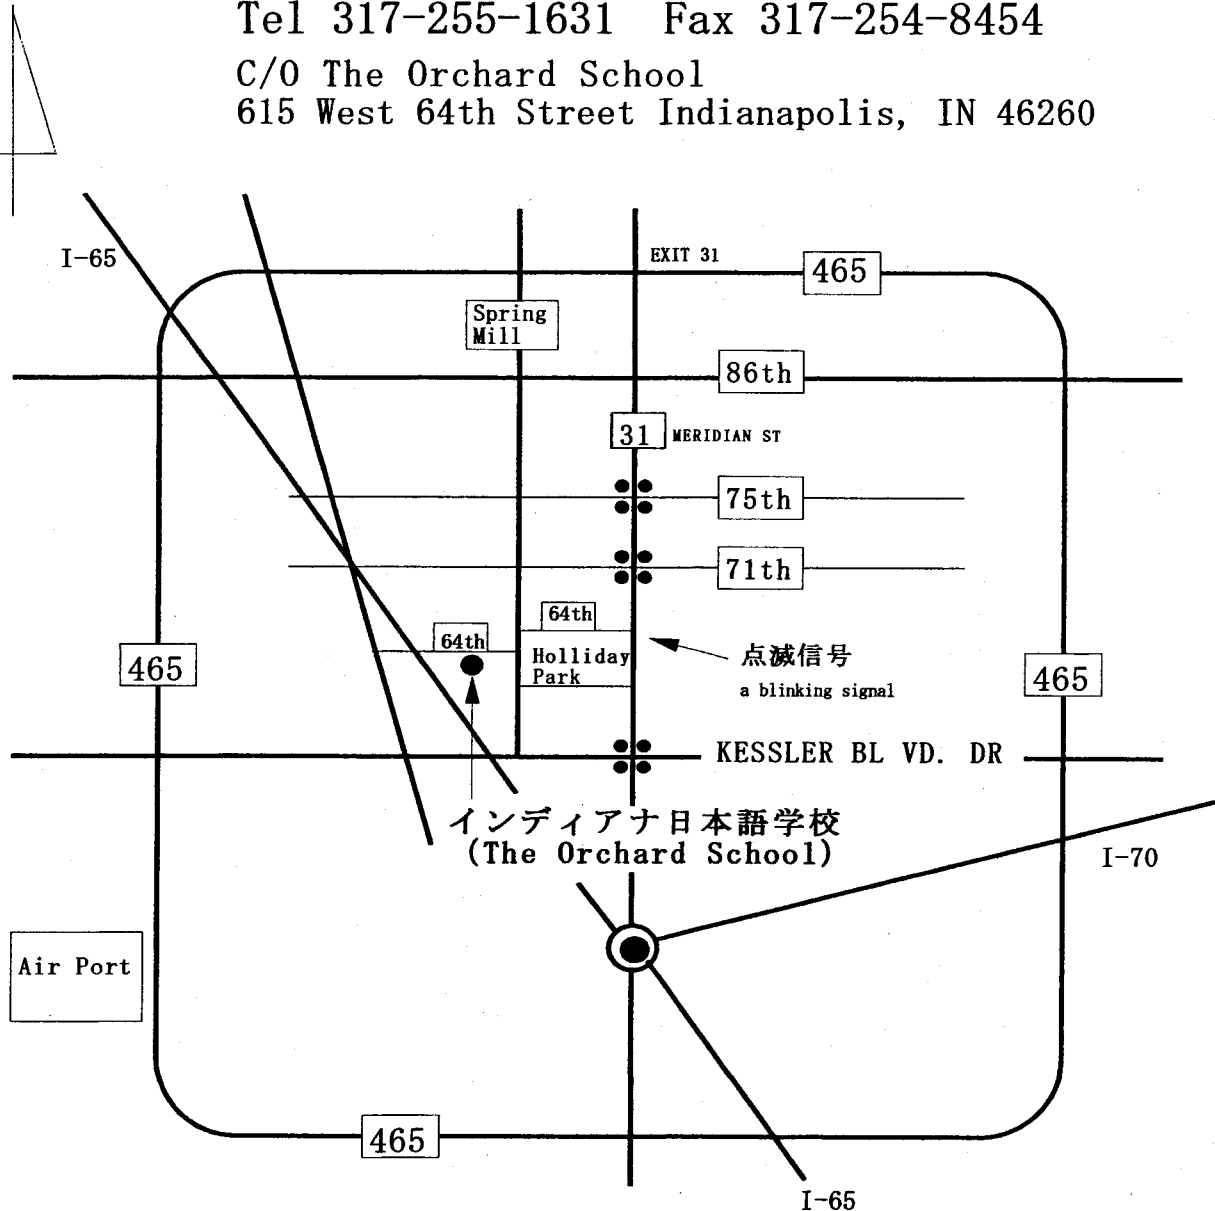 Tel 317-255-1631 Fax 317-254-8454
C/O The Orchard School
615 West 64th Street Indianapolis, IN 46260
I-65
EXIT 31
465
Spring
Mill
86th
31 MERIDIAN ST
75th
71th
64th
64th
Holliday
Park
465
点滅信号
a blinking signal
465
KESSLER BL VD. DR
インディアナ日本語学校
(The Orchard School)
I-70
Air Port
465
I-65